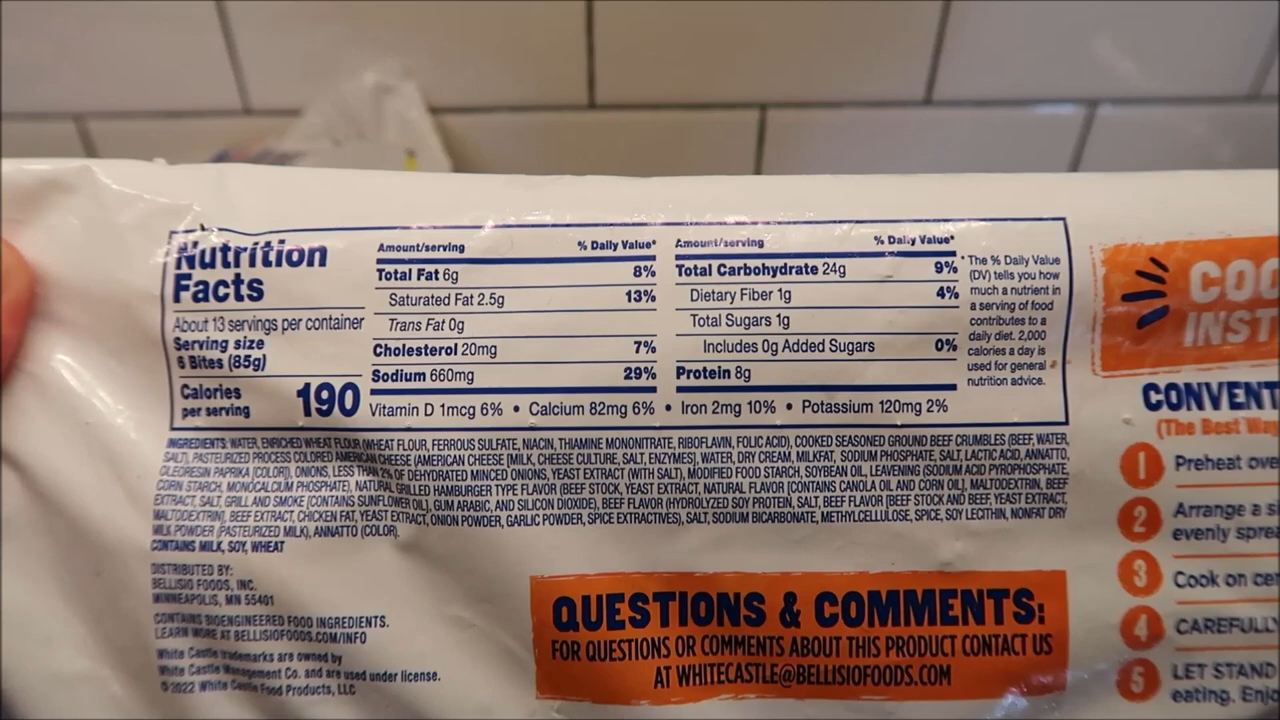 Nutrition
Facts
About 13 servings per container
Serving size
6 Bites (85g)
Calories
per serving 190
Amount/serving % Daily Value*
Total Fat 6g 8%
Saturated Fat 2.5g 13%
Trans Fat 0g
Cholesterol 20mg 7%
Sodium 660mg 29%
Amount/serving % Daily Value*
Total Carbohydrate 24g 9%
Dietary Fiber 1g 4%
Total Sugars 1g
Includes 0g Added Sugars 0%
Protein 8g
Vitamin D 1mcg 6% • Calcium 82mg 6% • Iron 2mg 10% • Potassium 120mg 2%
* The % Daily Value
(DV) tells you how
much a nutrient in
a serving of food
contributes to a
daily diet. 2,000
calories a day is
used for general
nutrition advice.
INGREDIENTS: WATER, ENRICHED WHEAT FLOUR (WHEAT FLOUR, FERROUS SULFATE, NIACIN, THIAMINE MONONITRATE, RIBOFLAVIN, FOLIC ACID), COOKED SEASONED GROUND BEEF CRUMBLES (BEEF, WATER,
SALT), PASTEURIZED PROCESS COLORED AMERICAN CHEESE (AMERICAN CHEESE [MILK, CHEESE CULTURE, SALT, ENZYMES], WATER, DRY CREAM, MILKFAT, SODIUM PHOSPHATE, SALT, LACTIC ACID, ANNATTO,
OLEORESIN PAPRIKA [COLOR]), ONIONS, LESS THAN 2% OF DEHYDRATED MINCED ONIONS, YEAST EXTRACT (WITH SALT), MODIFIED FOOD STARCH, SOYBEAN OIL, LEAVENING (SODIUM ACID PYROPHOSPHATE,
CORN STARCH, MONOCALCIUM PHOSPHATE), NATURAL GRILLED HAMBURGER TYPE FLAVOR (BEEF STOCK, YEAST EXTRACT, NATURAL FLAVOR [CONTAINS CANOLA OIL AND CORN OIL], MALTODEXTRIN, BEEF
EXTRACT, SALT, GRILL AND SMOKE [CONTAINS SUNFLOWER OIL], GUM ARABIC, AND SILICON DIOXIDE), BEEF FLAVOR (HYDROLYZED SOY PROTEIN, SALT, BEEF FLAVOR [BEEF STOCK AND BEEF, YEAST EXTRACT,
MALTODEXTRIN], BEEF EXTRACT, CHICKEN FAT, YEAST EXTRACT, ONION POWDER, GARLIC POWDER, SPICE EXTRACTIVES), SALT, SODIUM BICARBONATE, METHYLCELLULOSE, SPICE, SOY LECITHIN, NONFAT DRY
MILK POWDER (PASTEURIZED MILK), ANNATTO (COLOR).
CONTAINS MILK, SOY, WHEAT
DISTRIBUTED BY:
BELLISIO FOODS, INC.
MINNEAPOLIS, MN 55401
CONTAINS BIOENGINEERED FOOD INGREDIENTS.
LEARN MORE AT BELLISIOFOODS.COM/INFO
White Castle trademarks are owned by
White Castle Management Co. and are used under license.
©2022 White Castle Food Products, LLC
QUESTIONS & COMMENTS:
FOR QUESTIONS OR COMMENTS ABOUT THIS PRODUCT CONTACT US
AT WHITECASTLE@BELLISIOFOODS.COM
COO
INST
CONVENT
(The Best Way
1 Preheat ove
2 Arrange a si
evenly sprea
3 Cook on cen
4 CAREFULLY
5 LET STAND
eating. Enjo